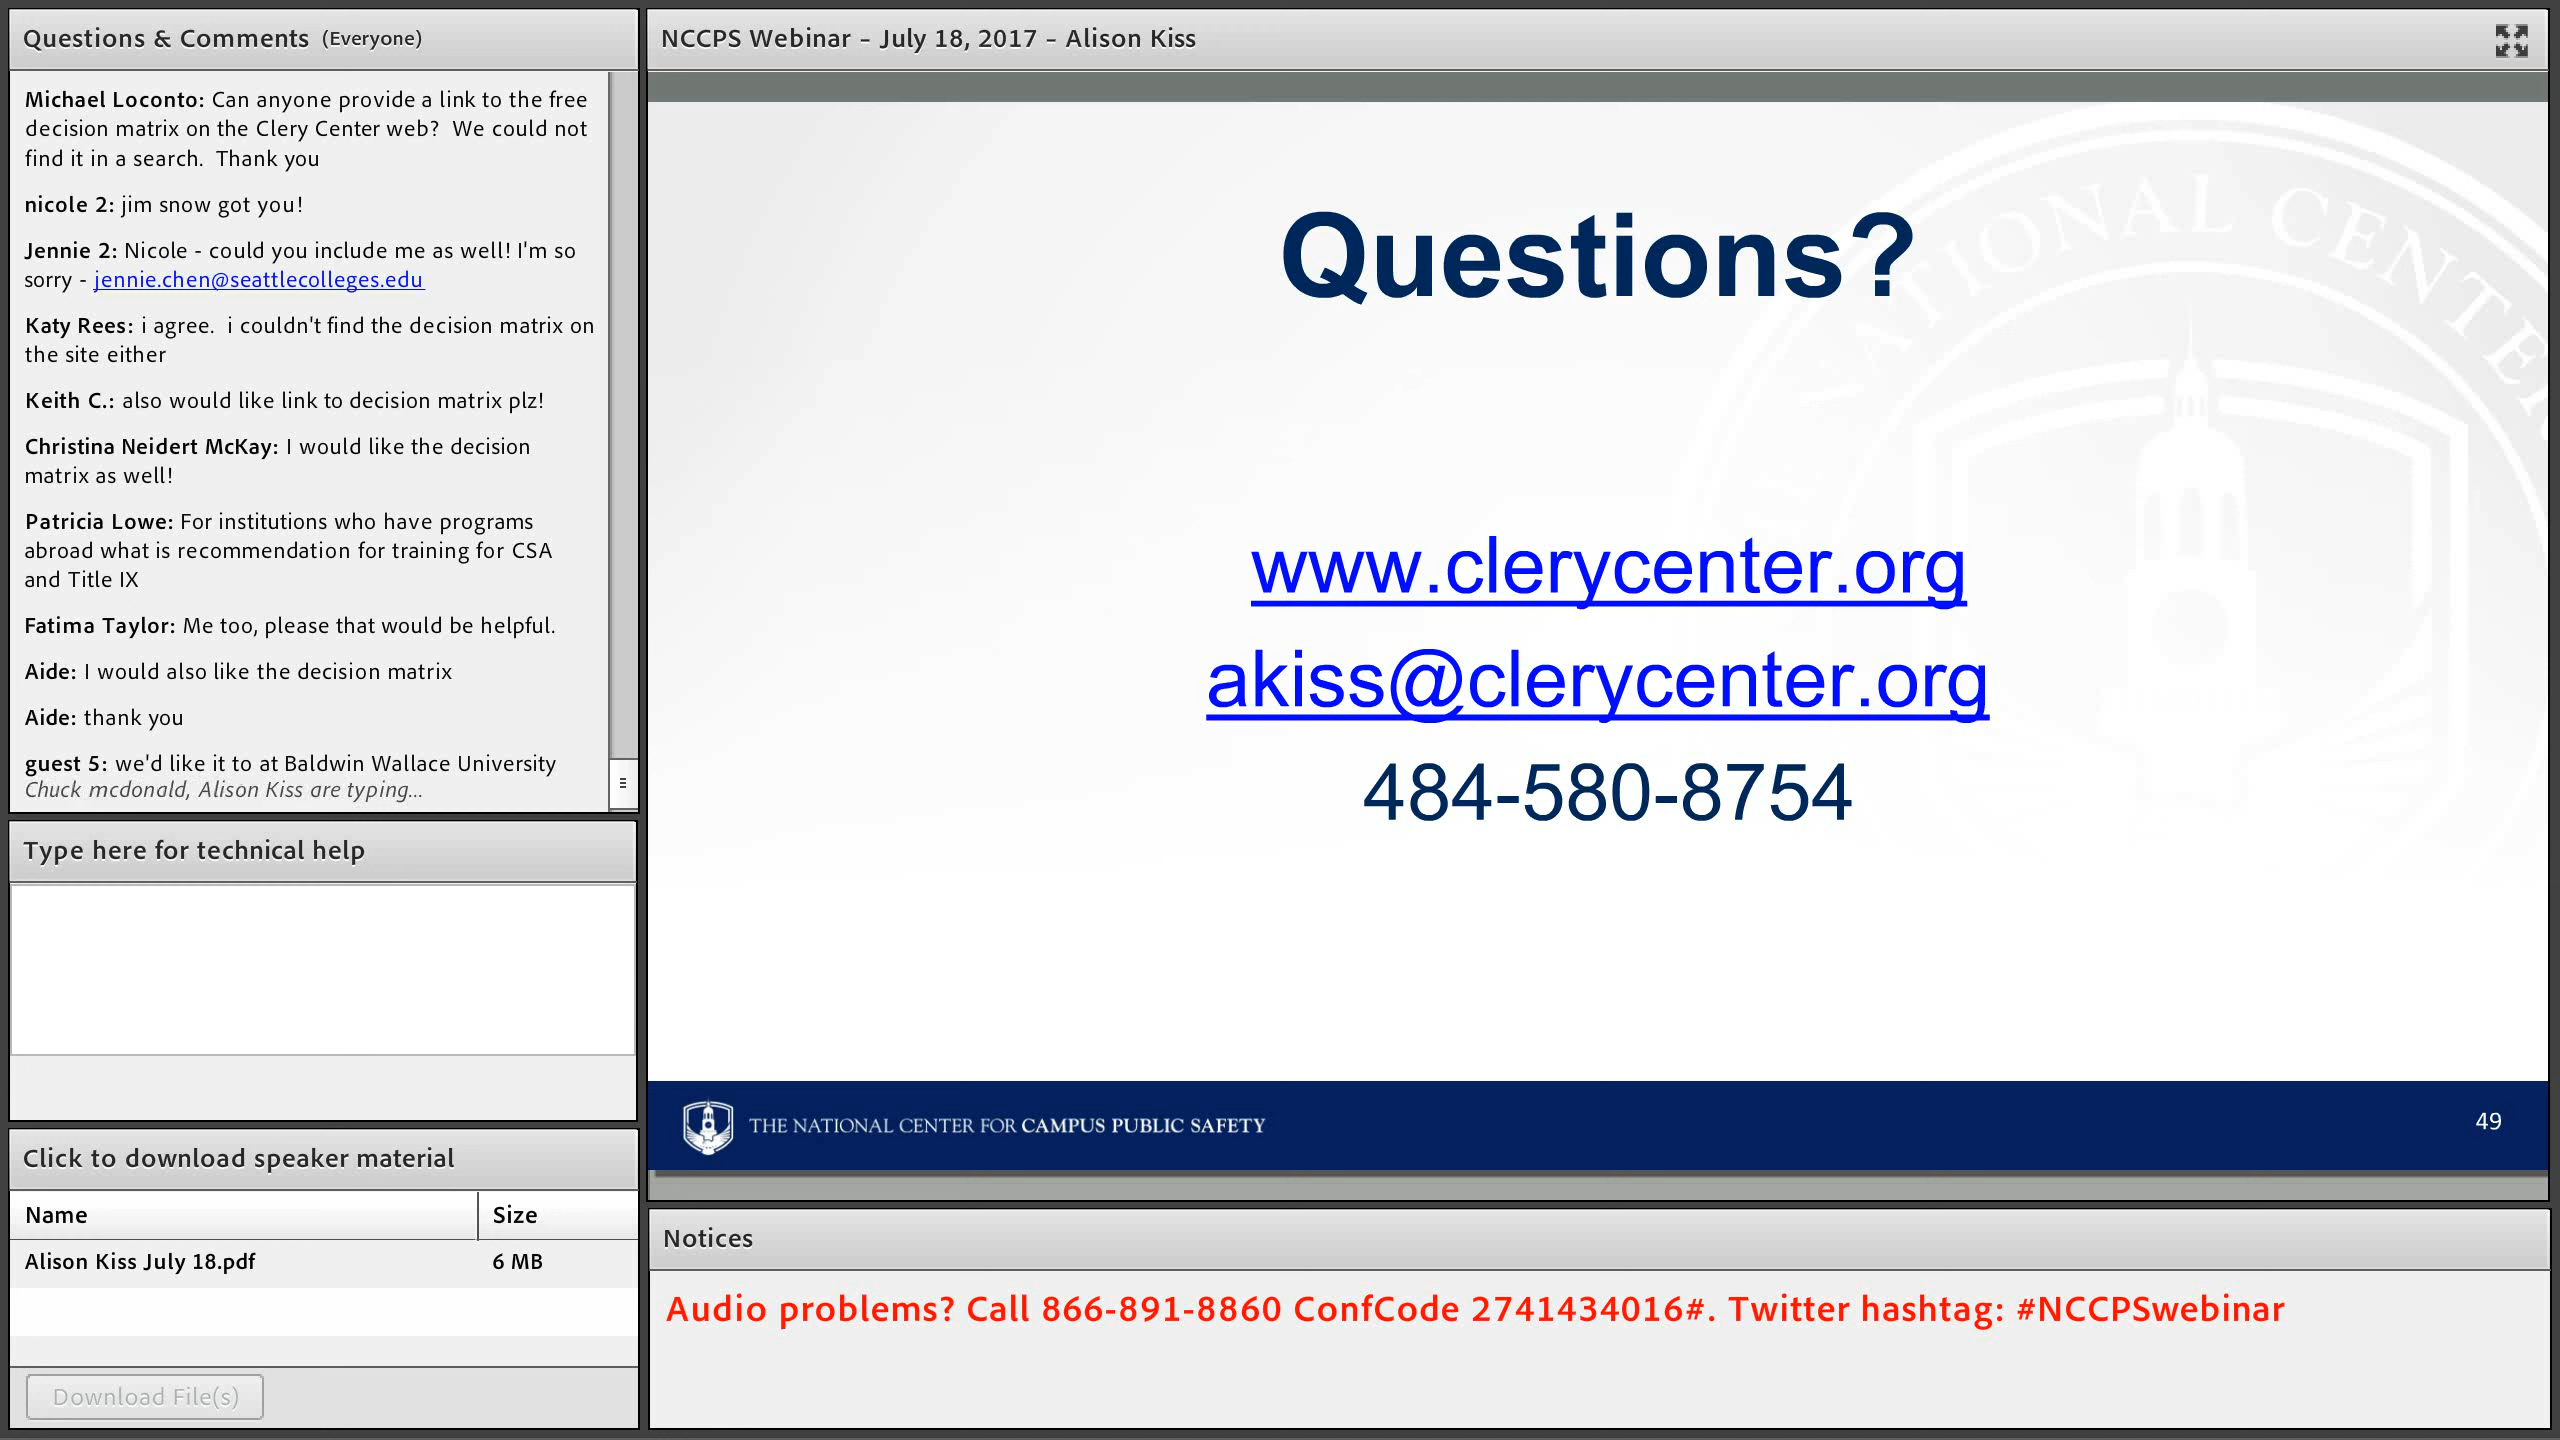 Questions & Comments (Everyone)
Michael Loconto: Can anyone provide a link to the free
decision matrix on the Clery Center web?  We could not
find it in a search.  Thank you
nicole 2: jim snow got you!
Jennie 2: Nicole - could you include me as well! I'm so
sorry - jennie.chen@seattlecolleges.edu
Katy Rees: i agree.  i couldn't find the decision matrix on
the site either
Keith C.: also would like link to decision matrix plz!
Christina Neidert McKay: I would like the decision
matrix as well!
Patricia Lowe: For institutions who have programs
abroad what is recommendation for training for CSA
and Title IX
Fatima Taylor: Me too, please that would be helpful.
Aide: I would also like the decision matrix
Aide: thank you
guest 5: we'd like it to at Baldwin Wallace University
Chuck mcdonald, Alison Kiss are typing...
Type here for technical help
Click to download speaker material
Name Size
Alison Kiss July 18.pdf 6 MB
Download File(s)
NCCPS Webinar - July 18, 2017 - Alison Kiss
NATIONAL CENTER
Questions?
www.clerycenter.org
akiss@clerycenter.org
484-580-8754
THE NATIONAL CENTER FOR CAMPUS PUBLIC SAFETY
49
Notices
Audio problems? Call 866-891-8860 ConfCode 2741434016#. Twitter hashtag: #NCCPSwebinar